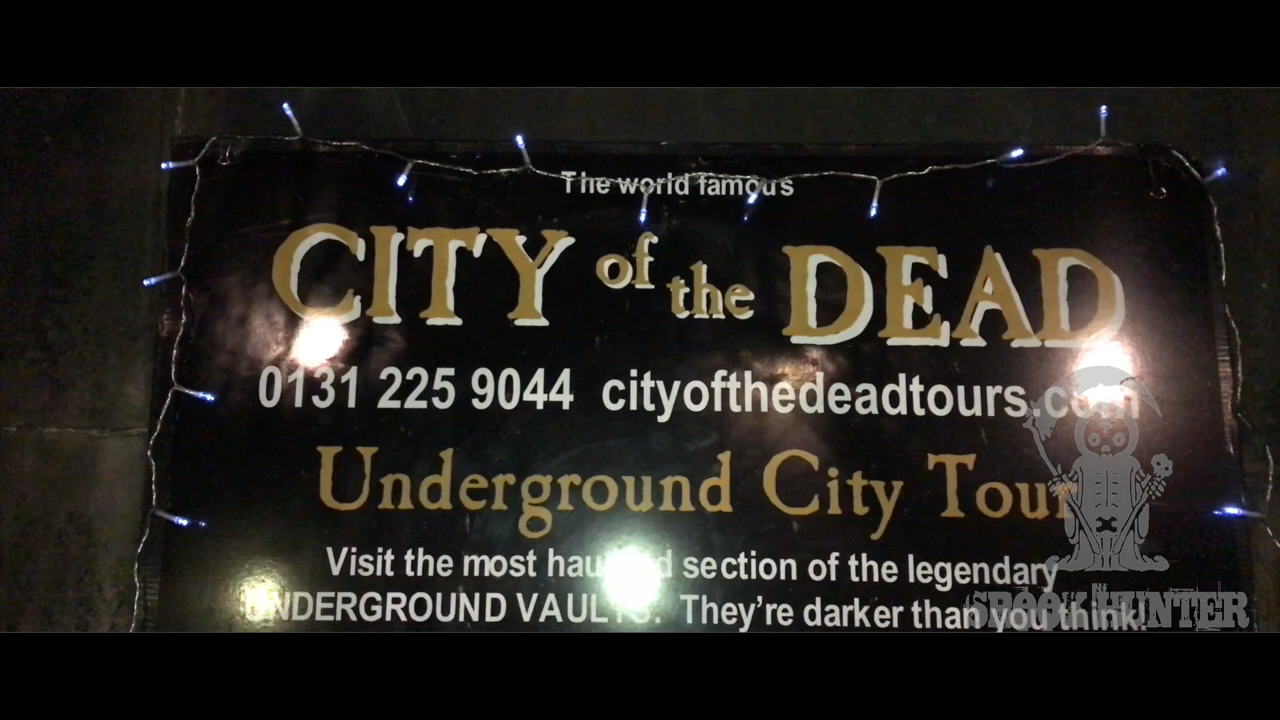 The world famous
CITY of the DEAD
0131 225 9044 cityofthedeadtours.com
Underground City Tour
Visit the most haunted section of the legendary
UNDERGROUND VAULTS. They're darker than you think!
SPOOK HUNTER